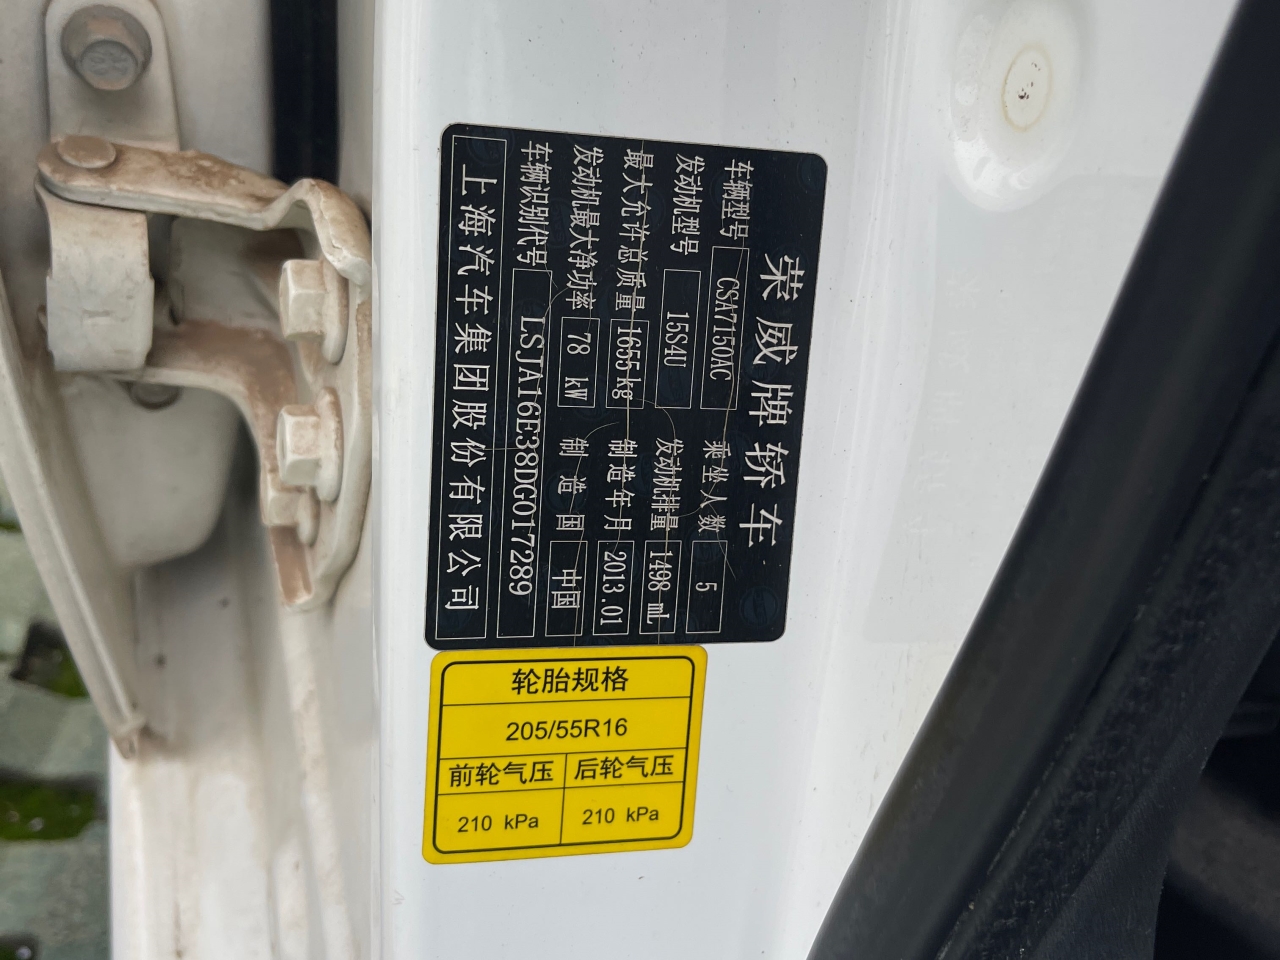 荣威牌轿车
车辆型号 CSA7150AC 乘坐人数 5
发动机型号 15S4U 发动机排量 1498 mL
最大允许总质量 1655 kg 制造年月 2013.01
发动机最大净功率 78 kW 制造国 中国
车辆识别代号 LSJA16E38DG017289
上海汽车集团股份有限公司
轮胎规格
205/55R16
前轮气压 后轮气压
210 kPa 210 kPa